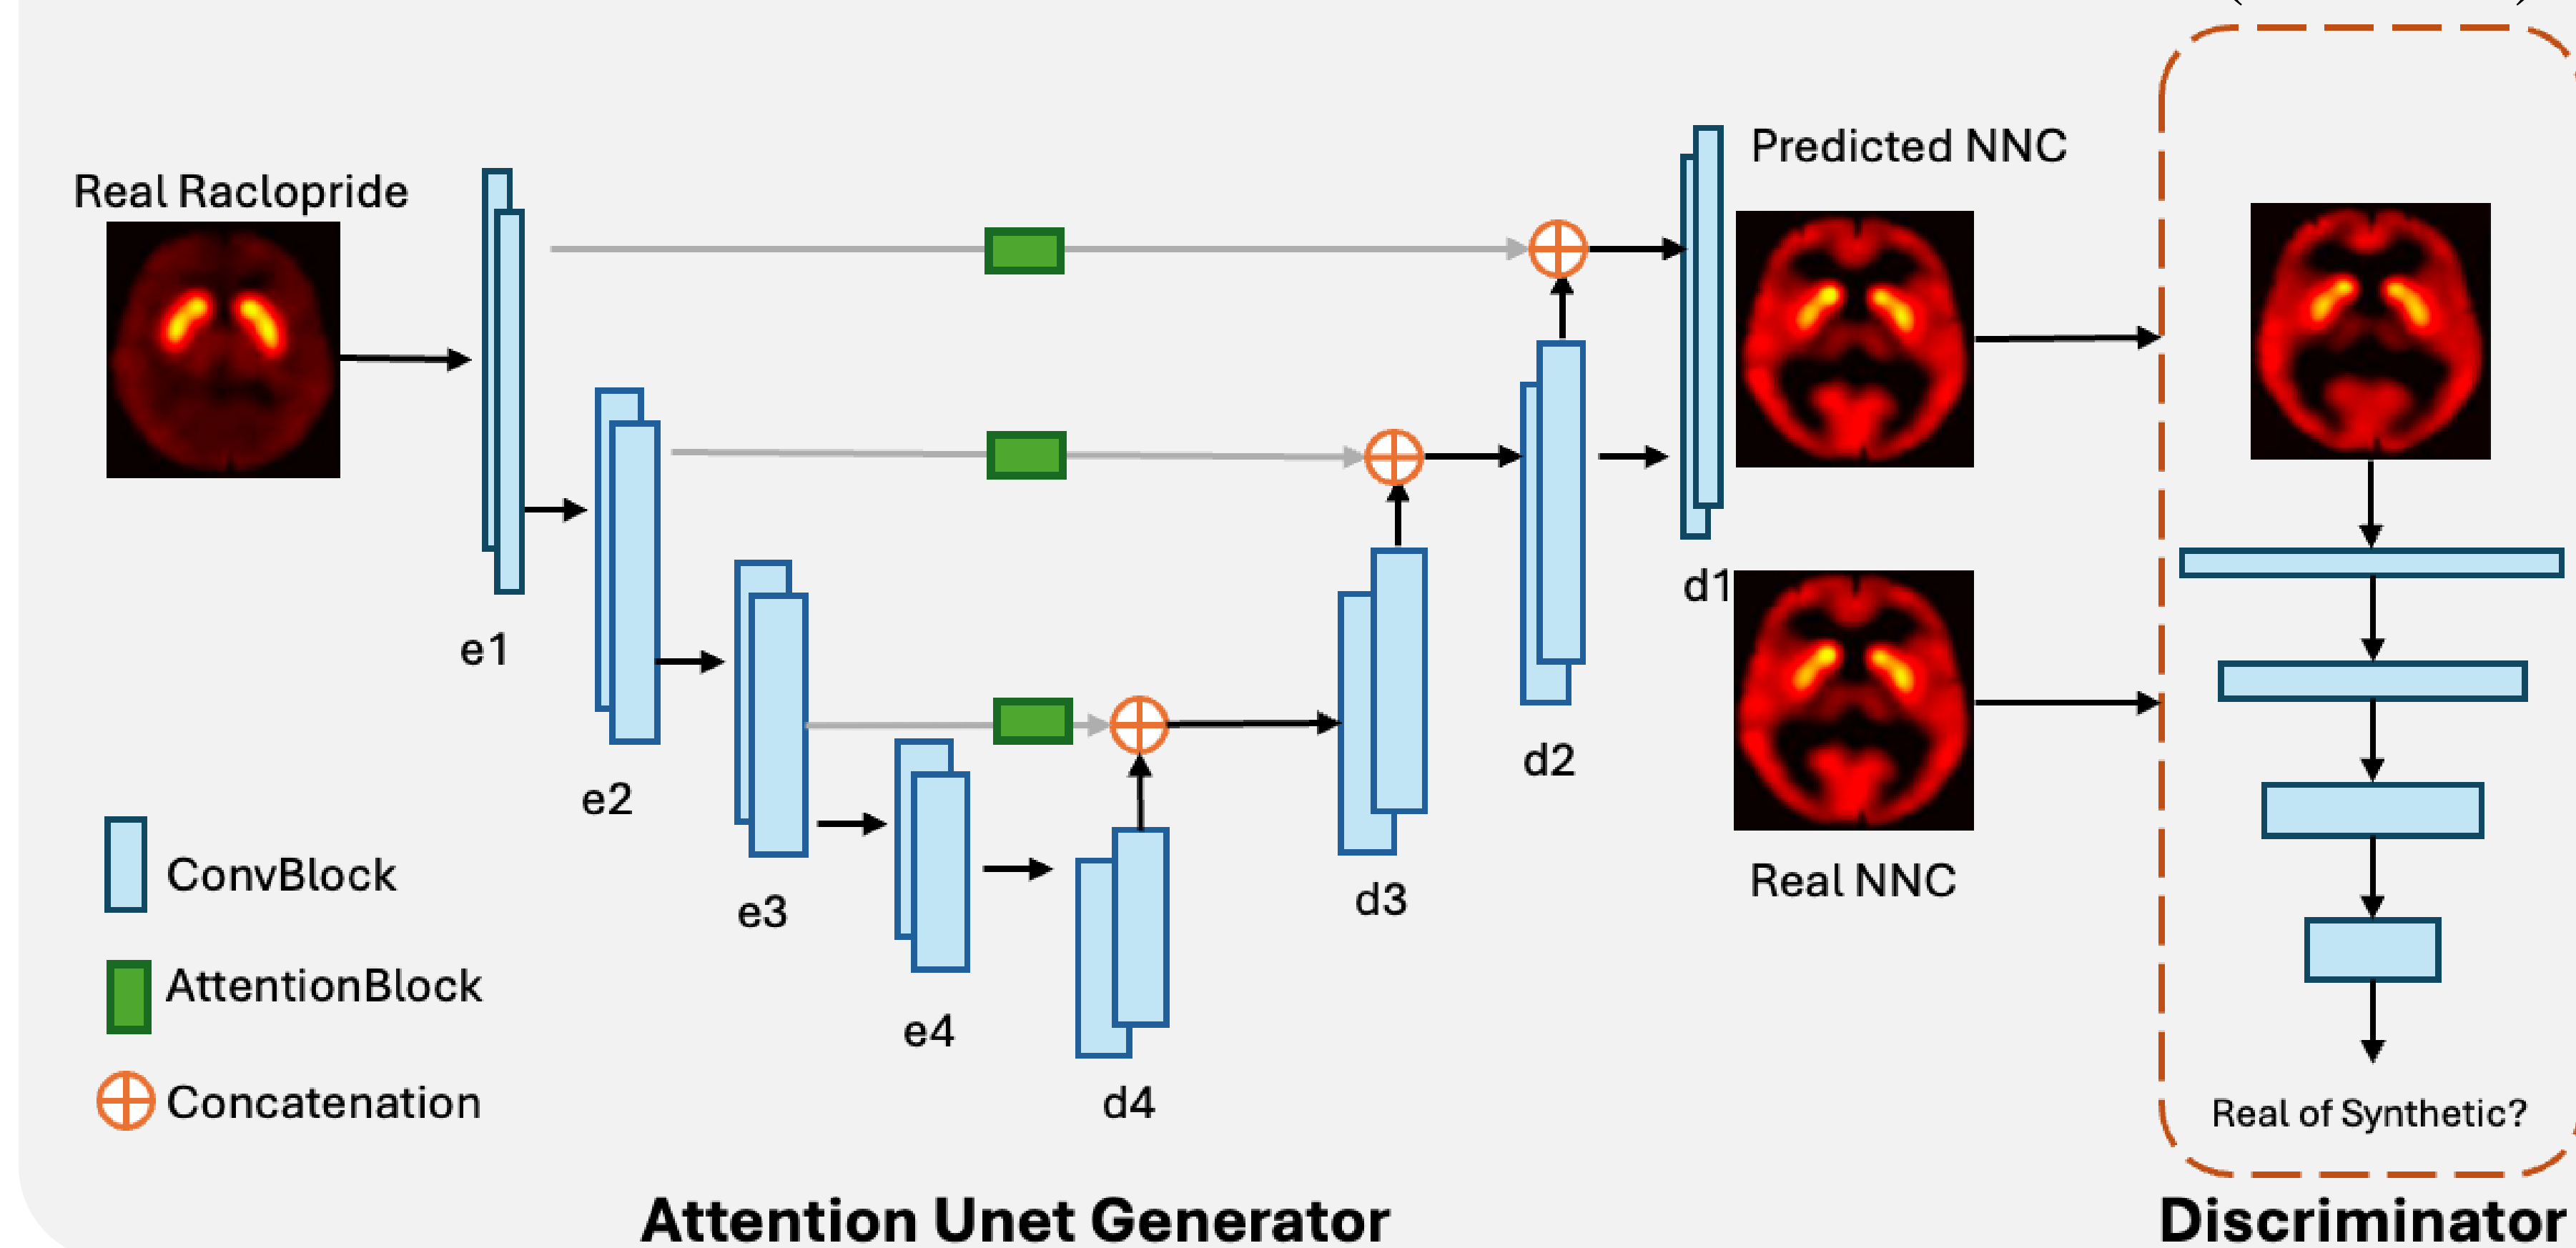 Real Raclopride
Predicted NNC
e1
e2
e3
e4
d4
d3
d2
d1
Real NNC
ConvBlock
AttentionBlock
Concatenation
Real of Synthetic?
Attention Unet Generator
Discriminator